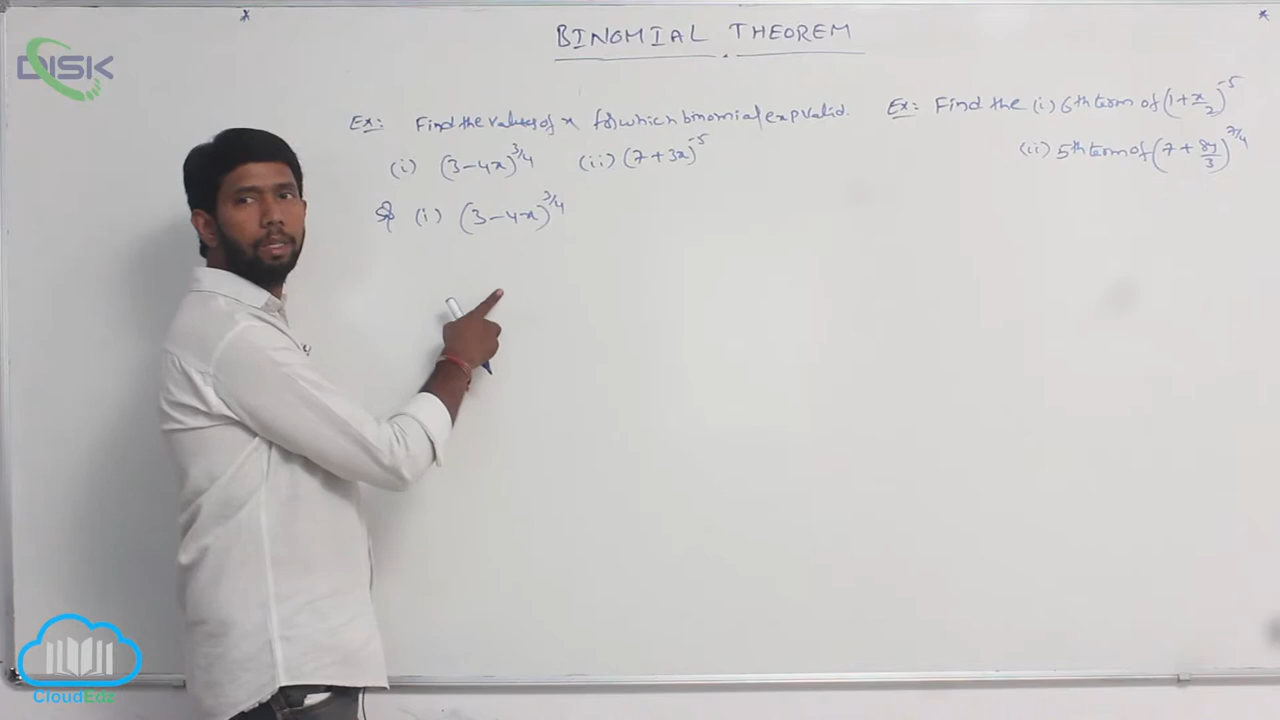 DISK
BINOMIAL THEOREM
Ex: Find the values of x for which binomial exp valid.
(i) (3-4x)^3/4 (ii) (7+3x)^-5
Sol (i) (3-4x)^3/4
Ex: Find the (i) 6th term of (1+x/2)^-5
(ii) 5th term of (7+8y/3)^7/4
CloudEdz